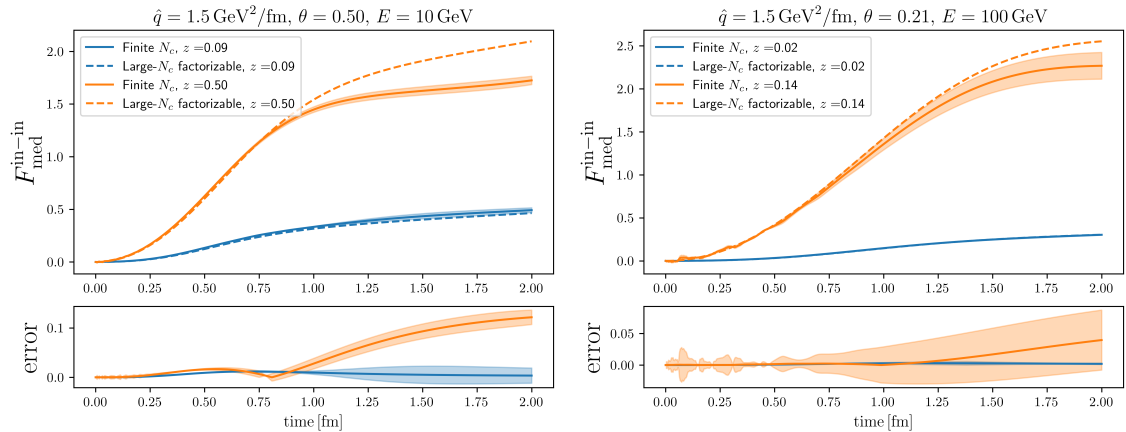 q̂ = 1.5 GeV²/fm, θ = 0.50, E = 10 GeV
Finite N_c, z =0.09
Large-N_c factorizable, z =0.09
Finite N_c, z =0.50
Large-N_c factorizable, z =0.50
F_med^in−in
2.0
1.5
1.0
0.5
0.0
0.00 0.25 0.50 0.75 1.00 1.25 1.50 1.75 2.00
error
0.1
0.0
0.00 0.25 0.50 0.75 1.00 1.25 1.50 1.75 2.00
time [fm]
q̂ = 1.5 GeV²/fm, θ = 0.21, E = 100 GeV
Finite N_c, z =0.02
Large-N_c factorizable, z =0.02
Finite N_c, z =0.14
Large-N_c factorizable, z =0.14
F_med^in−in
2.5
2.0
1.5
1.0
0.5
0.0
0.00 0.25 0.50 0.75 1.00 1.25 1.50 1.75 2.00
error
0.05
0.00
0.00 0.25 0.50 0.75 1.00 1.25 1.50 1.75 2.00
time [fm]